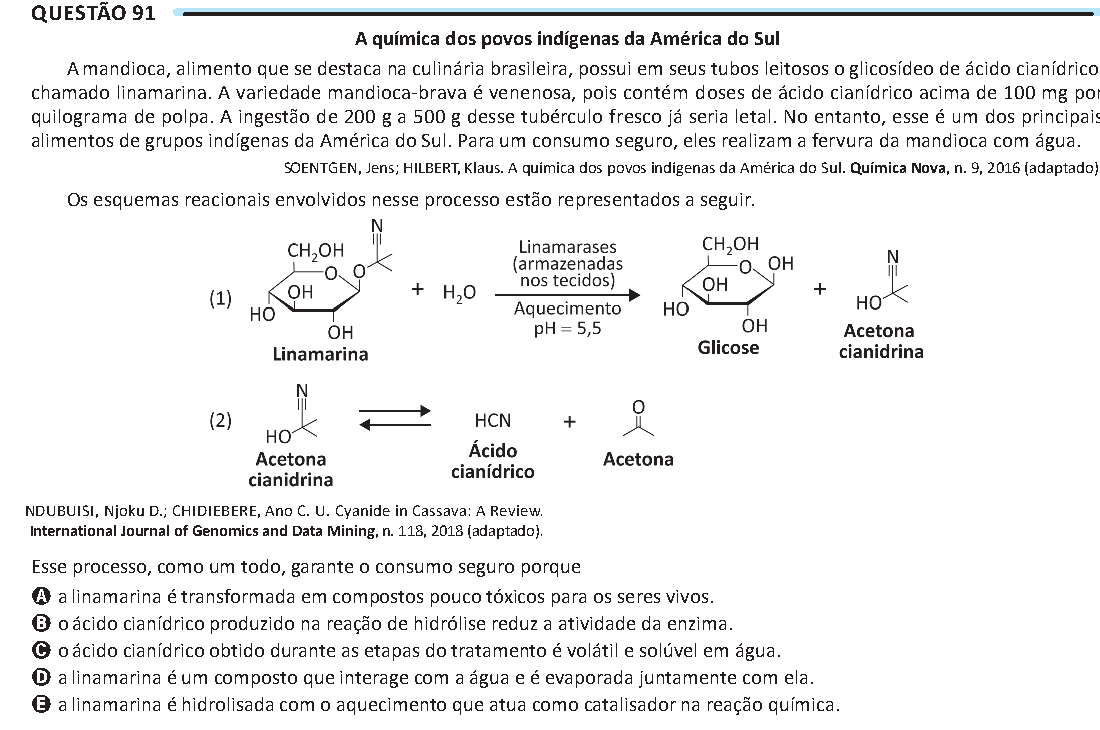 QUESTÃO 91
A química dos povos indígenas da América do Sul
A mandioca, alimento que se destaca na culinária brasileira, possui em seus tubos leitosos o glicosídeo de ácido cianídrico
chamado linamarina. A variedade mandioca-brava é venenosa, pois contém doses de ácido cianídrico acima de 100 mg por
quilograma de polpa. A ingestão de 200 g a 500 g desse tubérculo fresco já seria letal. No entanto, esse é um dos principais
alimentos de grupos indígenas da América do Sul. Para um consumo seguro, eles realizam a fervura da mandioca com água.
SOENTGEN, Jens; HILBERT, Klaus. A química dos povos indígenas da América do Sul. Química Nova, n. 9, 2016 (adaptado)
Os esquemas reacionais envolvidos nesse processo estão representados a seguir.
(1)
N
CH2OH
O
O
OH
HO
OH
Linamarina
+ H2O
Linamarases
(armazenadas
nos tecidos)
Aquecimento
pH = 5,5
CH2OH
O OH
OH
HO
OH
Glicose
+
N
HO
Acetona
cianidrina
(2)
N
HO
Acetona
cianidrina
HCN
Ácido
cianídrico
+
O
Acetona
NDUBUISI, Njoku D.; CHIDIEBERE, Ano C. U. Cyanide in Cassava: A Review.
International Journal of Genomics and Data Mining, n. 118, 2018 (adaptado).
Esse processo, como um todo, garante o consumo seguro porque
A a linamarina é transformada em compostos pouco tóxicos para os seres vivos.
B o ácido cianídrico produzido na reação de hidrólise reduz a atividade da enzima.
C o ácido cianídrico obtido durante as etapas do tratamento é volátil e solúvel em água.
D a linamarina é um composto que interage com a água e é evaporada juntamente com ela.
E a linamarina é hidrolisada com o aquecimento que atua como catalisador na reação química.